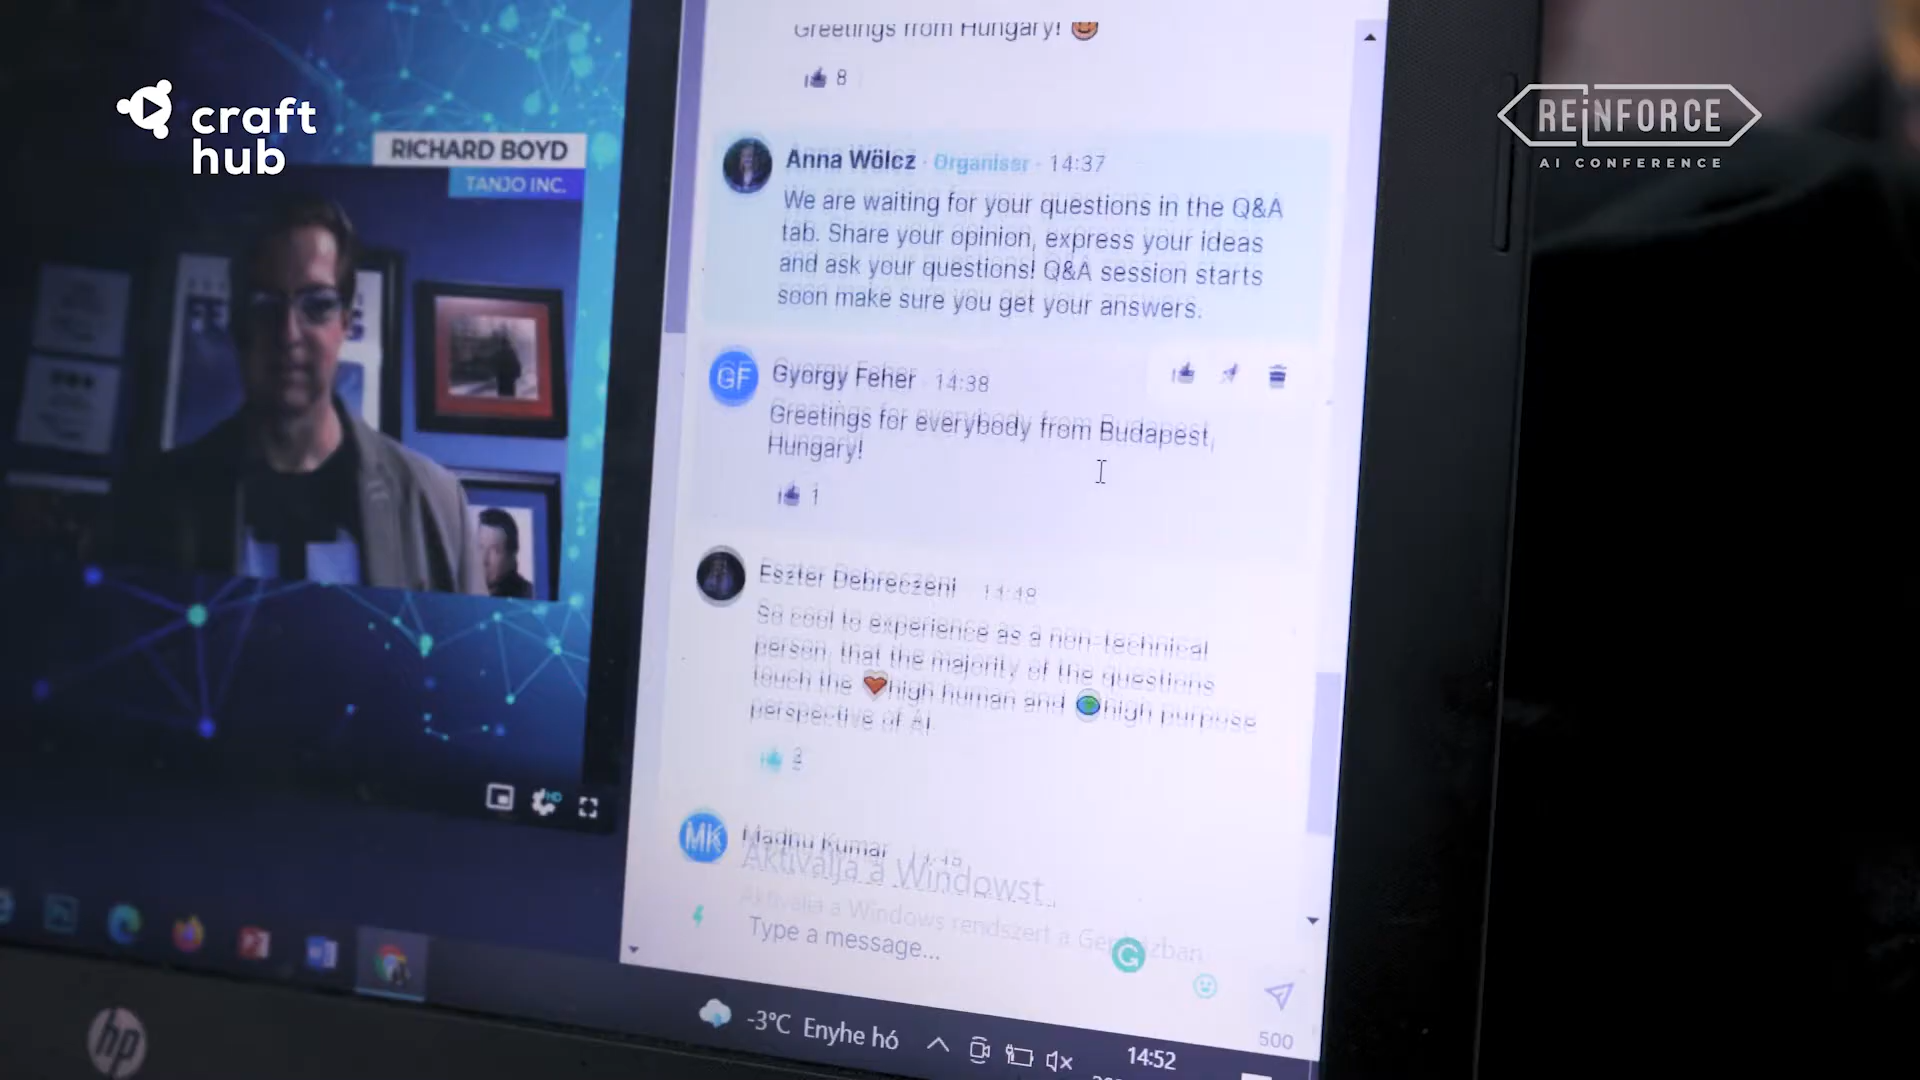 craft
hub
RICHARD BOYD
TANJO INC.
REiNFORCE
AI CONFERENCE
Greetings from Hungary!
8
Anna Wölcz · Organiser · 14:37
We are waiting for your questions in the Q&A
tab. Share your opinion, express your ideas
and ask your questions! Q&A session starts
soon make sure you get your answers.
GF
Gyorgy Feher · 14:38
Greetings for everybody from Budapest,
Hungary!
1
Eszter Debreczeni · 14:48
So cool to experience as a non-technical
person, that the majority of the questions
touch the high human and high purpose
perspective of AI.
3
MK
Madhu Kumar
Aktiválja a Windowst
Aktiválja a Windows rendszert a
Type a message...
500
HD
-3°C Enyhe hó
14:52
hp